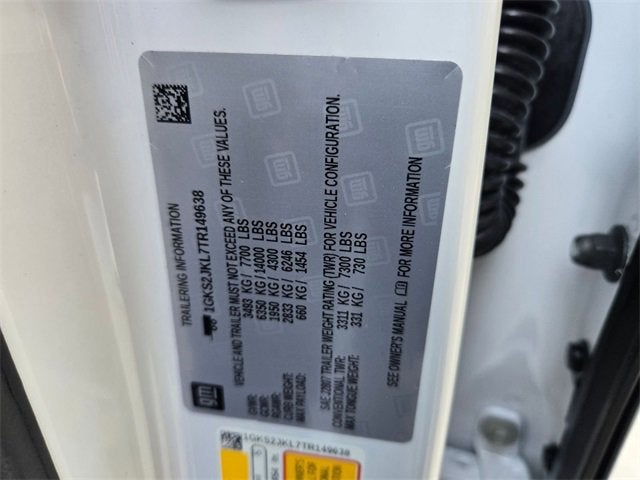 TRAILERING INFORMATION
1GKS2JKL7TR149638
VEHICLE AND TRAILER MUST NOT EXCEED ANY OF THESE VALUES.
GVWR: 3493 KG / 7700 LBS
GCWR: 6350 KG / 14000 LBS
RGAWR: 1950 KG / 4300 LBS
CURB WEIGHT: 2833 KG / 6246 LBS
MAX PAYLOAD: 660 KG / 1454 LBS
SAE J2807 TRAILER WEIGHT RATING (TWR) FOR VEHICLE CONFIGURATION.
CONVENTIONAL TWR: 3311 KG / 7300 LBS
MAX TONGUE WEIGHT: 331 KG / 730 LBS
SEE OWNER'S MANUAL FOR MORE INFORMATION
gm
1GKS2JKL7TR149638
OWNER'S